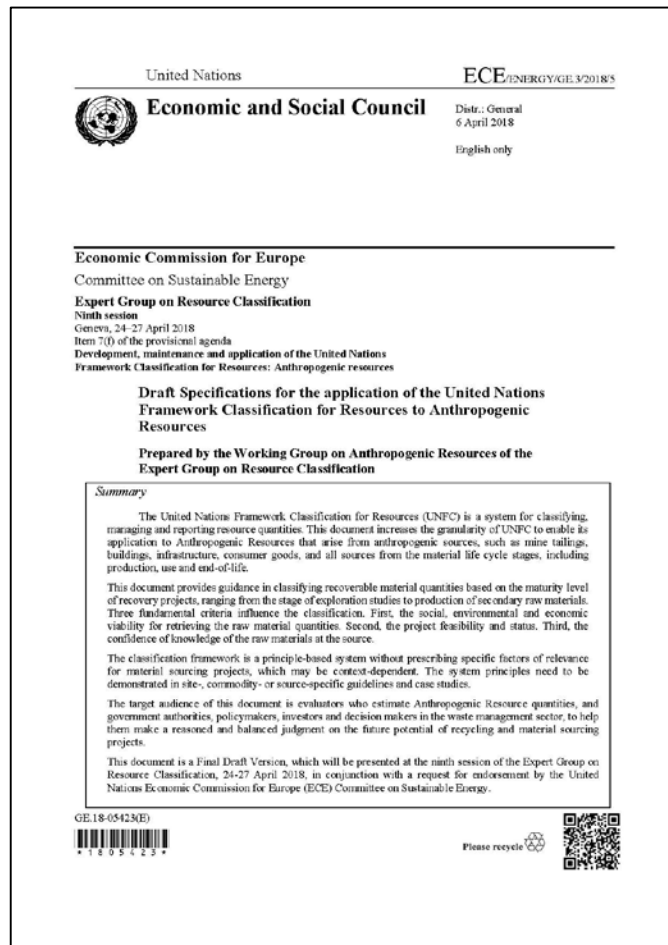 United Nations
ECE/ENERGY/GE.3/2018/5
Economic and Social Council
Distr.: General
6 April 2018
English only
Economic Commission for Europe
Committee on Sustainable Energy
Expert Group on Resource Classification
Ninth session
Geneva, 24–27 April 2018
Item 7(f) of the provisional agenda
Development, maintenance and application of the United Nations
Framework Classification for Resources: Anthropogenic resources
Draft Specifications for the application of the United Nations
Framework Classification for Resources to Anthropogenic
Resources
Prepared by the Working Group on Anthropogenic Resources of the
Expert Group on Resource Classification
Summary
The United Nations Framework Classification for Resources (UNFC) is a system for classifying,
managing and reporting resource quantities. This document increases the granularity of UNFC to enable its
application to Anthropogenic Resources that arise from anthropogenic sources, such as mine tailings,
buildings, infrastructure, consumer goods, and all sources from the material life cycle stages, including
production, use and end-of-life.
This document provides guidance in classifying recoverable material quantities based on the maturity level
of recovery projects, ranging from the stage of exploration studies to production of secondary raw materials.
Three fundamental criteria influence the classification. First, the social, environmental and economic
viability for retrieving the raw material quantities. Second, the project feasibility and status. Third, the
confidence of knowledge of the raw materials at the source.
The classification framework is a principle-based system without prescribing specific factors of relevance
for material sourcing projects, which may be context-dependent. The system principles need to be
demonstrated in site-, commodity- or source-specific guidelines and case studies.
The target audience of this document is evaluators who estimate Anthropogenic Resource quantities, and
government authorities, policymakers, investors and decision makers in the waste management sector, to help
them make a reasoned and balanced judgment on the future potential of recycling and material sourcing
projects.
This document is a Final Draft Version, which will be presented at the ninth session of the Expert Group on
Resource Classification, 24-27 April 2018, in conjunction with a request for endorsement by the United
Nations Economic Commission for Europe (ECE) Committee on Sustainable Energy.
GE.18-05423(E)
*1805423*
Please recycle